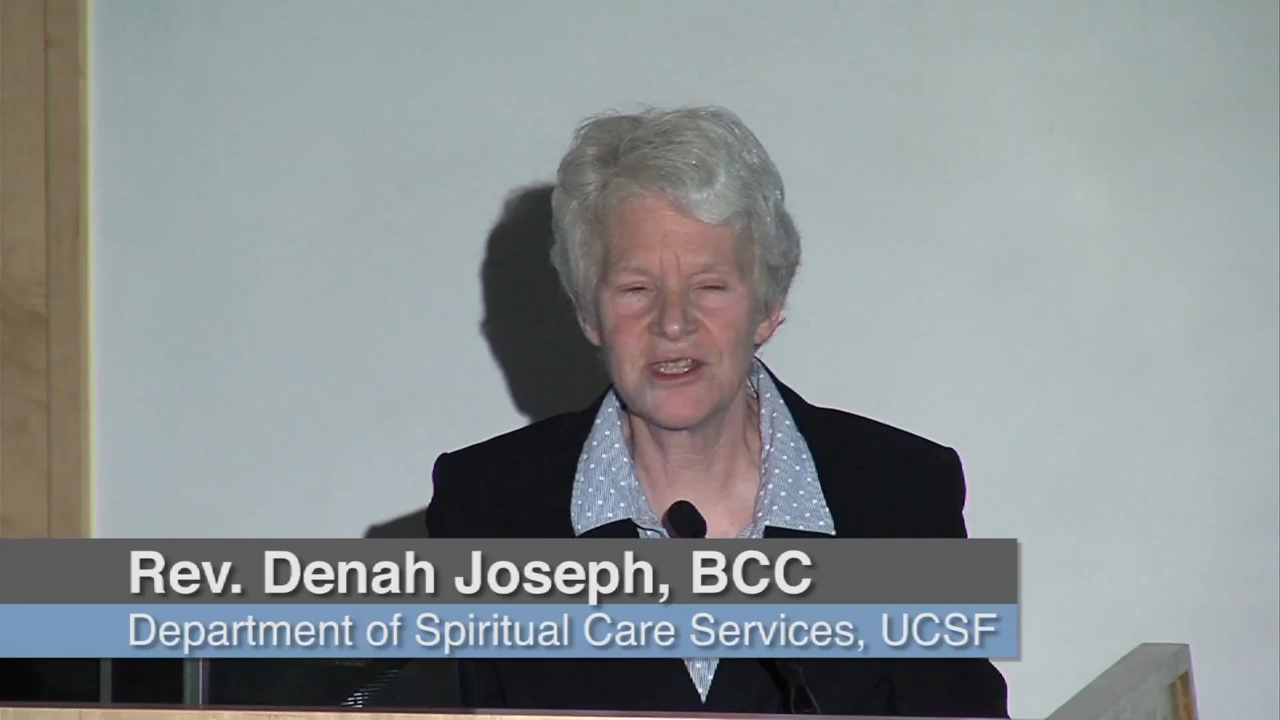 Rev. Denah Joseph, BCC
Department of Spiritual Care Services, UCSF